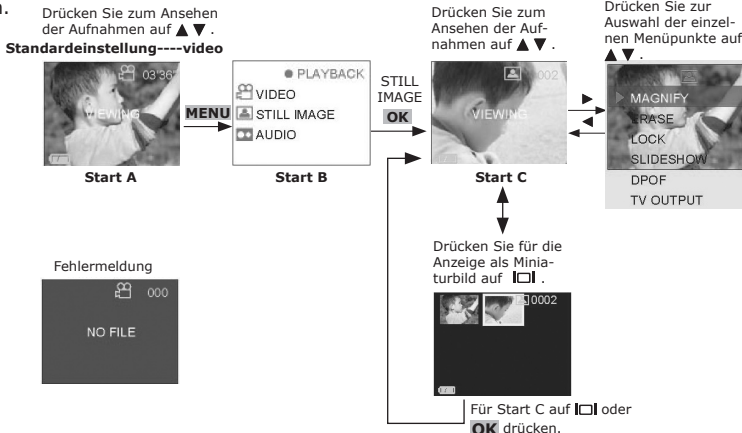 n.
Drücken Sie zum Ansehen
der Aufnahmen auf ▲▼.
Standardeinstellung----video
03'36"
VIEWING
Start A
MENU
● PLAYBACK
VIDEO
STILL IMAGE
AUDIO
Start B
STILL
IMAGE
OK
Drücken Sie zum
Ansehen der Auf-
nahmen auf ▲▼.
002
VIEWING
Start C
Drücken Sie zur
Auswahl der einzel-
nen Menüpunkte auf
▲▼.
MAGNIFY
ERASE
LOCK
SLIDESHOW
DPOF
TV OUTPUT
Fehlermeldung
000
NO FILE
Drücken Sie für die
Anzeige als Minia-
turbild auf .
0002
Für Start C auf oder
OK drücken.